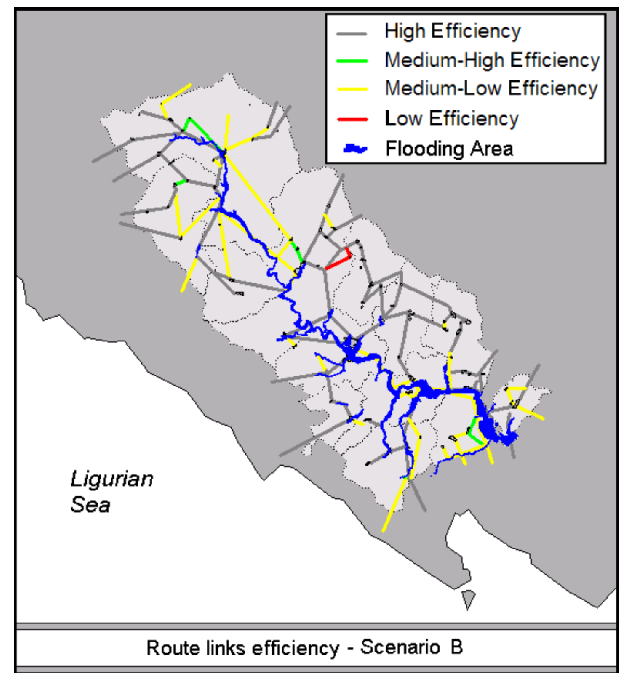 High Efficiency
Medium-High Efficiency
Medium-Low Efficiency
Low Efficiency
Flooding Area
Ligurian
Sea
Route links efficiency - Scenario B